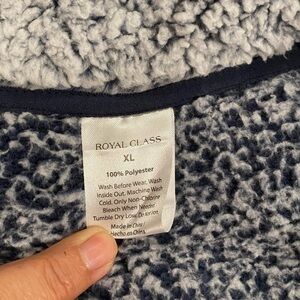 ROYAL CLASS
XL
100% Polyester
Wash Before Wear, Wash
Inside Out, Machine Wash
Cold. Only Non-Chlorine
Bleach When Needed
Tumble Dry Low, Do Not Iron
Made in China
Hecho en China